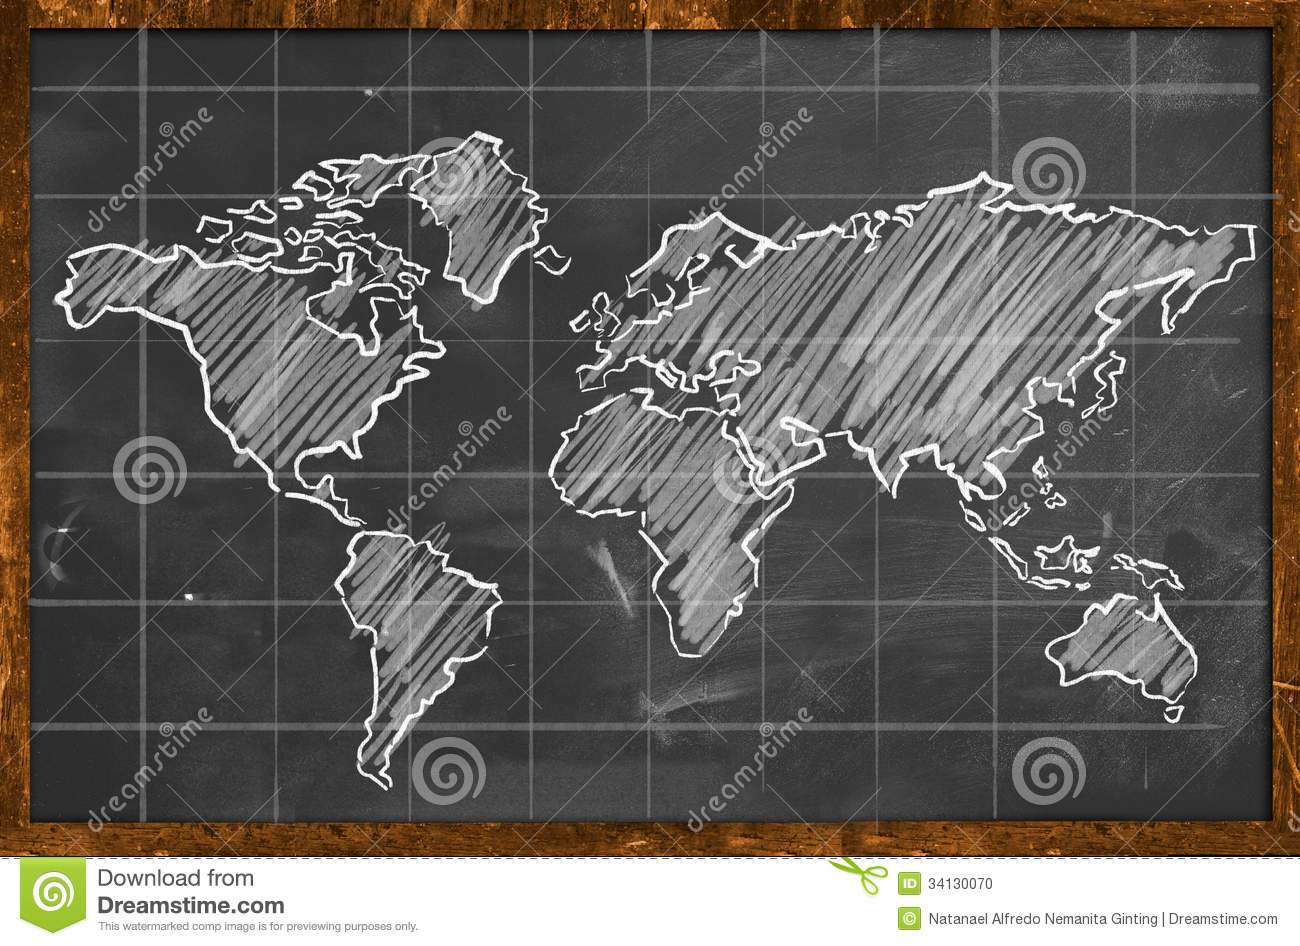 dreamstime
dreamstime
dreamstime
dreamstime
dreamstime
dreamstime
dreamstime
Download from
Dreamstime.com
This watermarked comp image is for previewing purposes only.
ID 34130070
© Natanael Alfredo Nemanita Ginting | Dreamstime.com